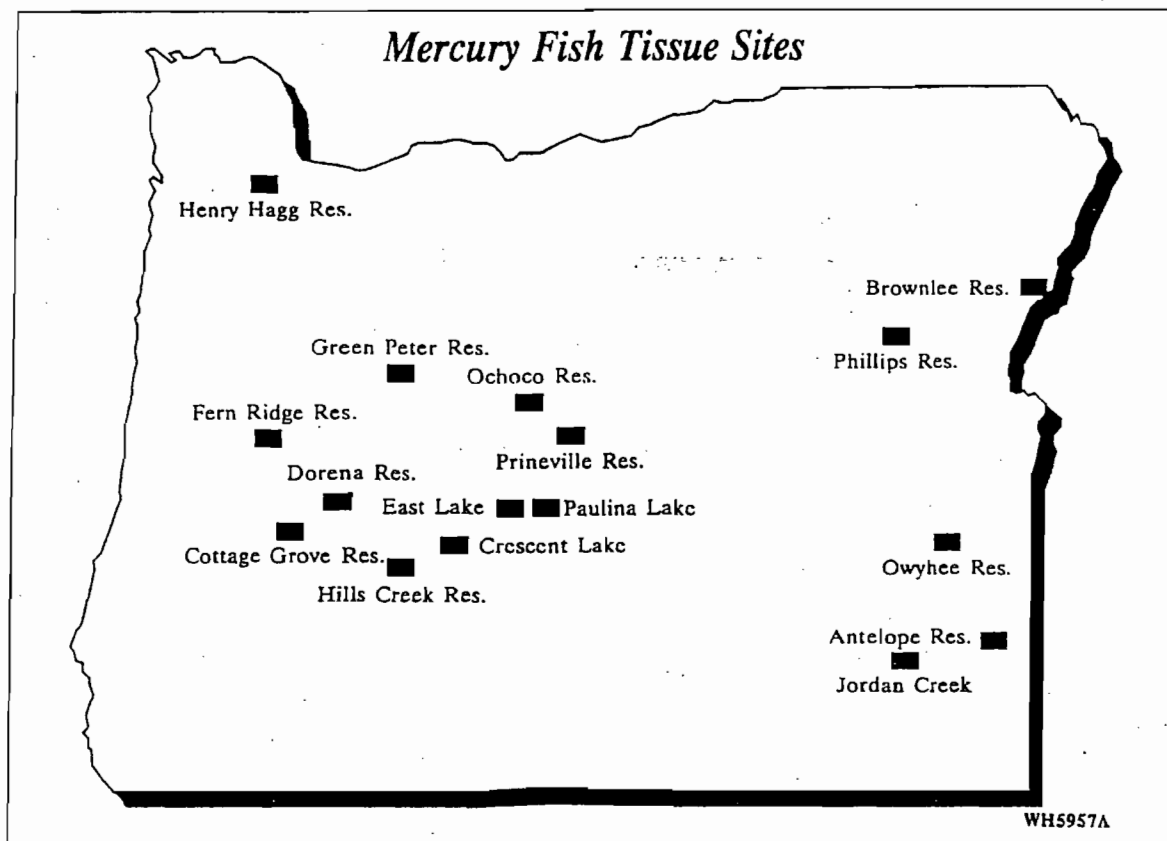 Mercury Fish Tissue Sites
Henry Hagg Res.
Brownlee Res.
Phillips Res.
Green Peter Res.
Ochoco Res.
Fern Ridge Res.
Prineville Res.
Dorena Res.
East Lake
Paulina Lake
Cottage Grove Res.
Crescent Lake
Hills Creek Res.
Owyhee Res.
Antelope Res.
Jordan Creek
WH5957A